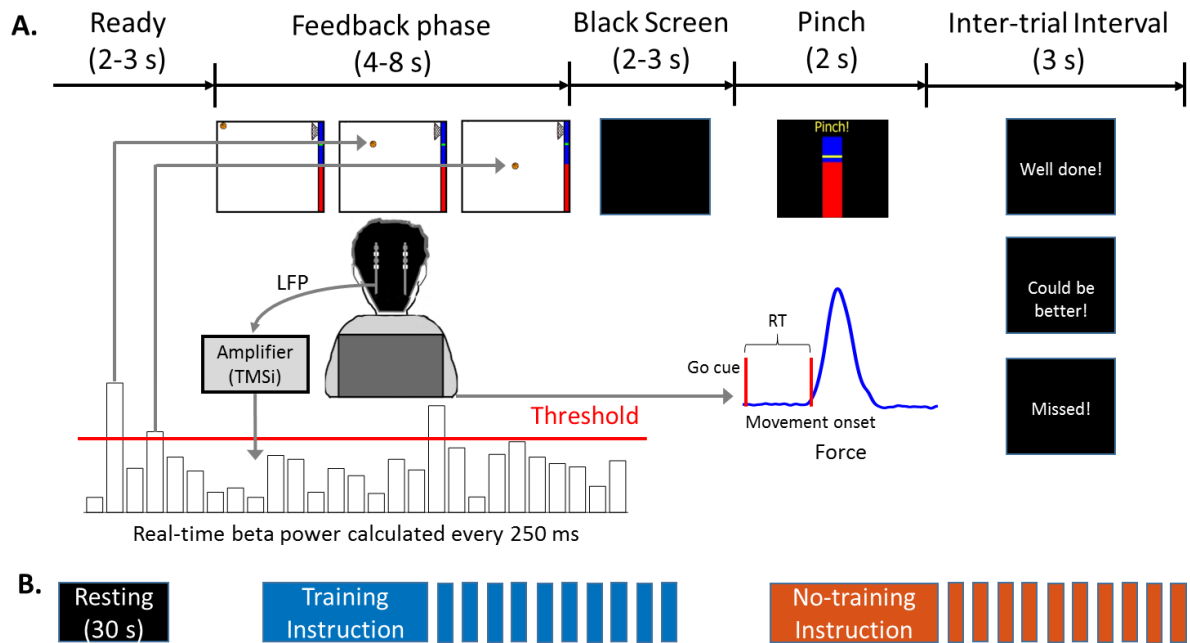 A.
Ready
(2-3 s)
Feedback phase
(4-8 s)
Black Screen
(2-3 s)
Pinch
(2 s)
Inter-trial Interval
(3 s)
Pinch!
Well done!
Could be
better!
Missed!
LFP
Amplifier
(TMSi)
Threshold
RT
Go cue
Movement onset
Force
Real-time beta power calculated every 250 ms
B.
Resting
(30 s)
Training
Instruction
No-training
Instruction